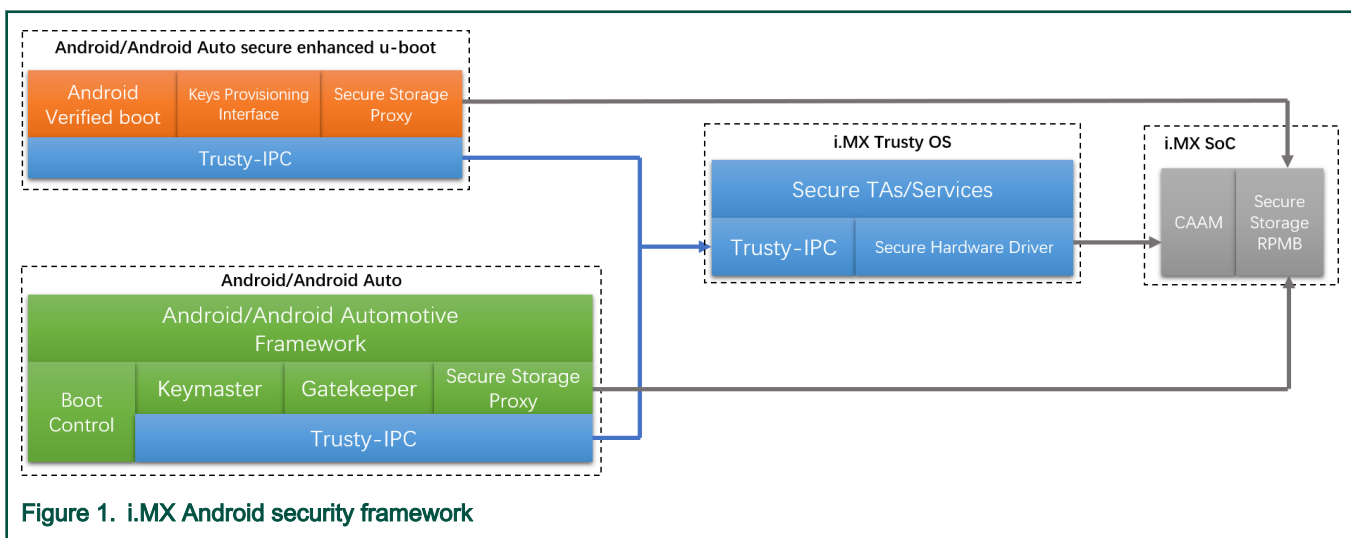 Android/Android Auto secure enhanced u-boot
Android
Verified boot
Keys Provisioning
Interface
Secure Storage
Proxy
Trusty-IPC
i.MX Trusty OS
Secure TAs/Services
Trusty-IPC
Secure Hardware Driver
i.MX SoC
CAAM
Secure
Storage
RPMB
Android/Android Auto
Android/Android Automotive
Framework
Boot
Control
Keymaster
Gatekeeper
Secure Storage
Proxy
Trusty-IPC
Figure 1. i.MX Android security framework